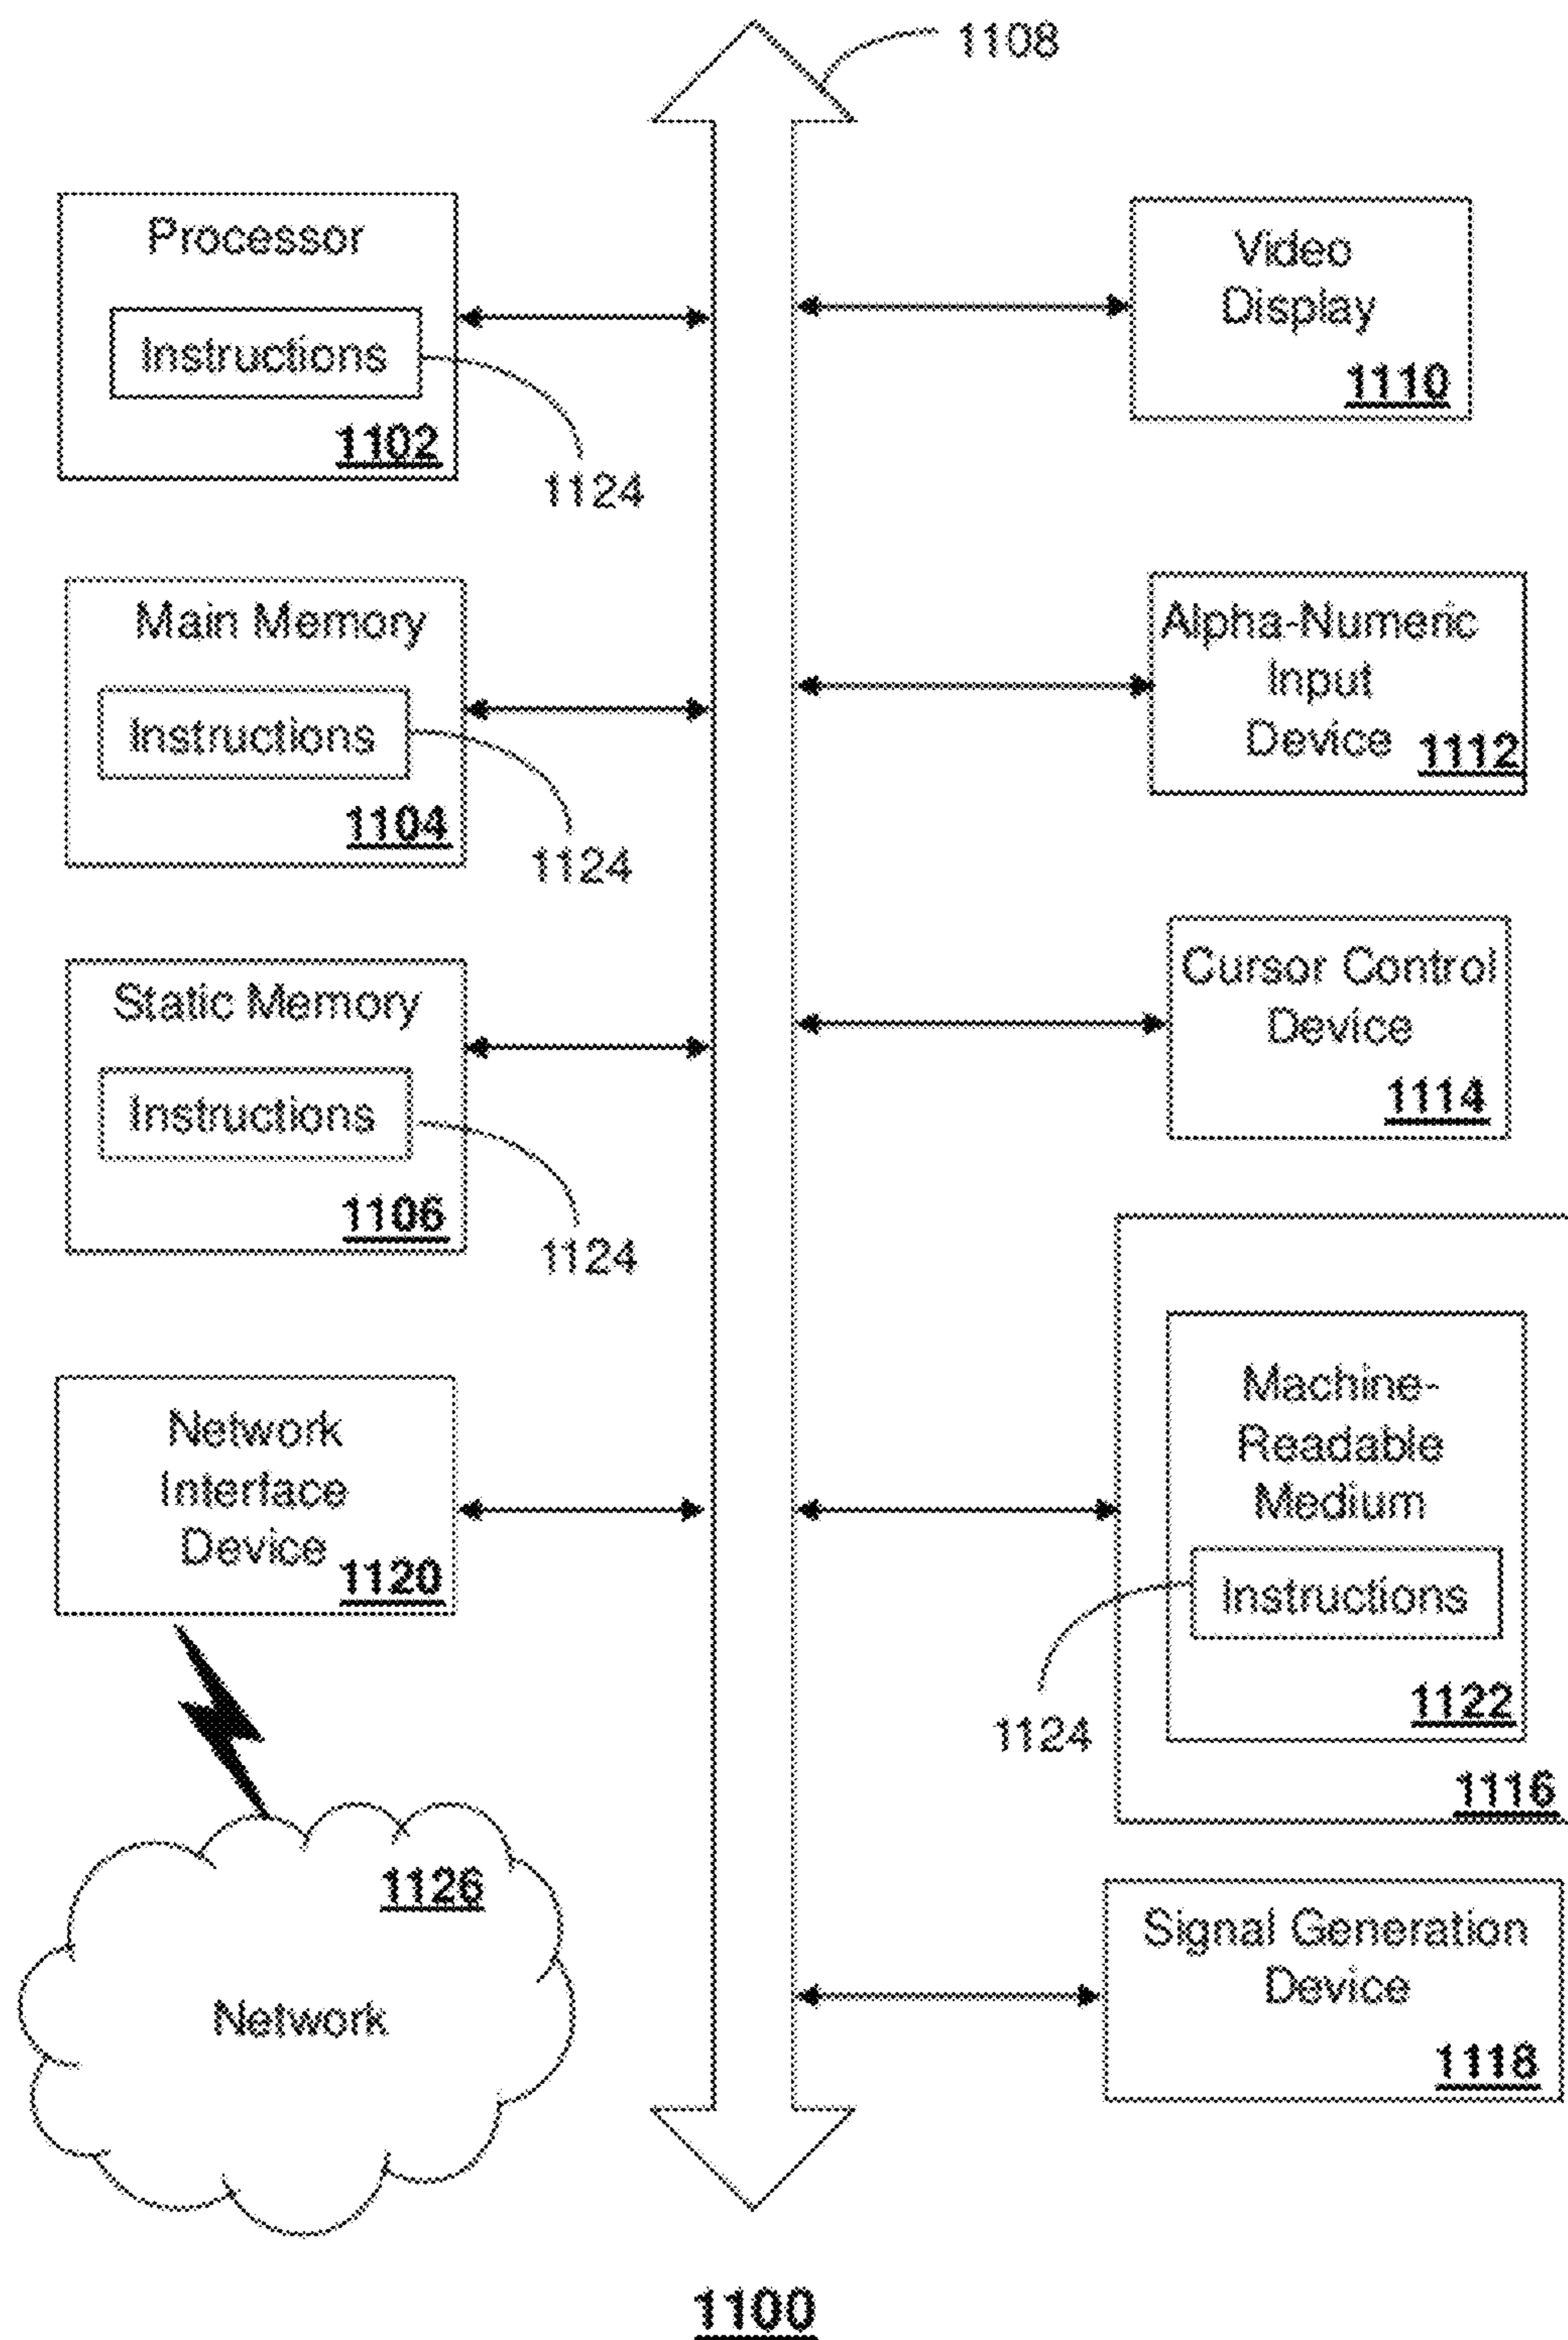 1108
Processor
Instructions
1102
1124
Main Memory
Instructions
1104
1124
Static Memory
Instructions
1106
1124
Network
Interface
Device
1120
1126
Network
Video
Display
1110
Alpha-Numeric
Input
Device
1112
Cursor Control
Device
1114
Machine-
Readable
Medium
Instructions
1122
1124
1116
Signal Generation
Device
1118
1100